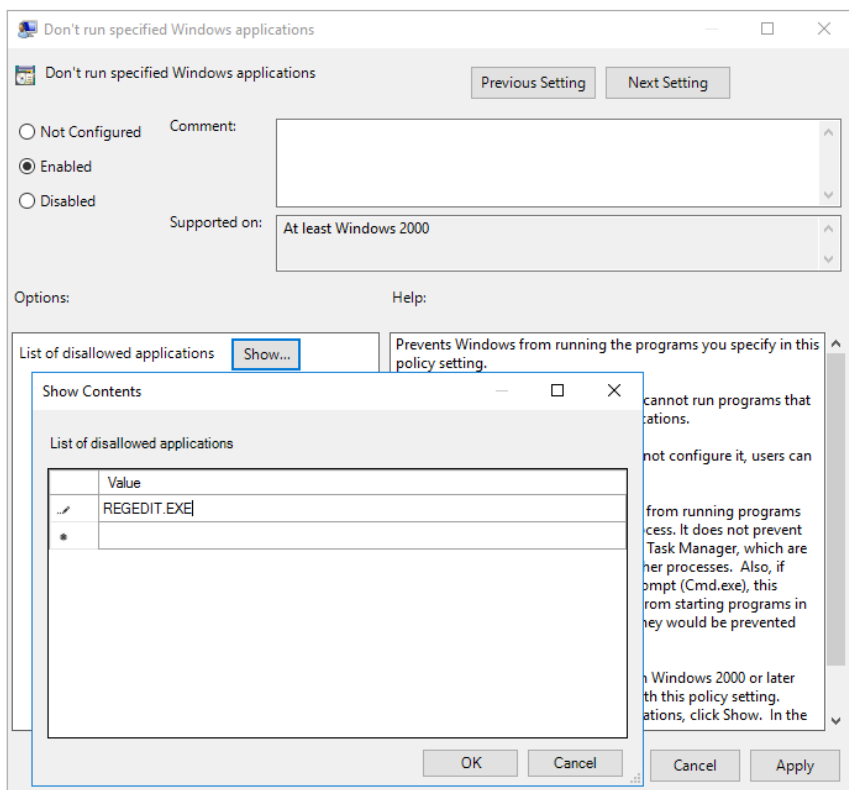 Don't run specified Windows applications
Don't run specified Windows applications
Previous Setting
Next Setting
Not Configured
Enabled
Disabled
Comment:
Supported on:
At least Windows 2000
Options:
Help:
List of disallowed applications
Show...
Prevents Windows from running the programs you specify in this
policy setting.
cannot run programs that
cations.
not configure it, users can
from running programs
cess. It does not prevent
Task Manager, which are
her processes.  Also, if
ompt (Cmd.exe), this
rom starting programs in
hey would be prevented
Windows 2000 or later
th this policy setting.
ations, click Show.  In the
Show Contents
List of disallowed applications
Value
REGEDIT.EXE
OK
Cancel
Cancel
Apply